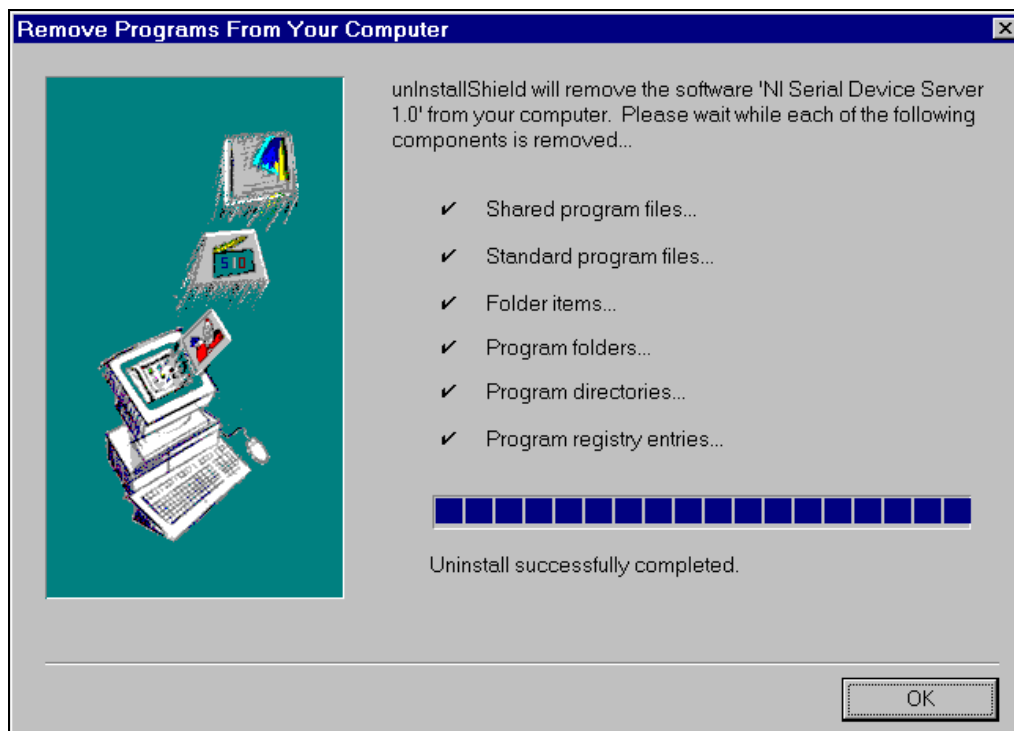 Remove Programs From Your Computer
unInstallShield will remove the software 'NI Serial Device Server
1.0' from your computer.  Please wait while each of the following
components is removed...
✔ Shared program files...
✔ Standard program files...
✔ Folder items...
✔ Program folders...
✔ Program directories...
✔ Program registry entries...
Uninstall successfully completed.
OK